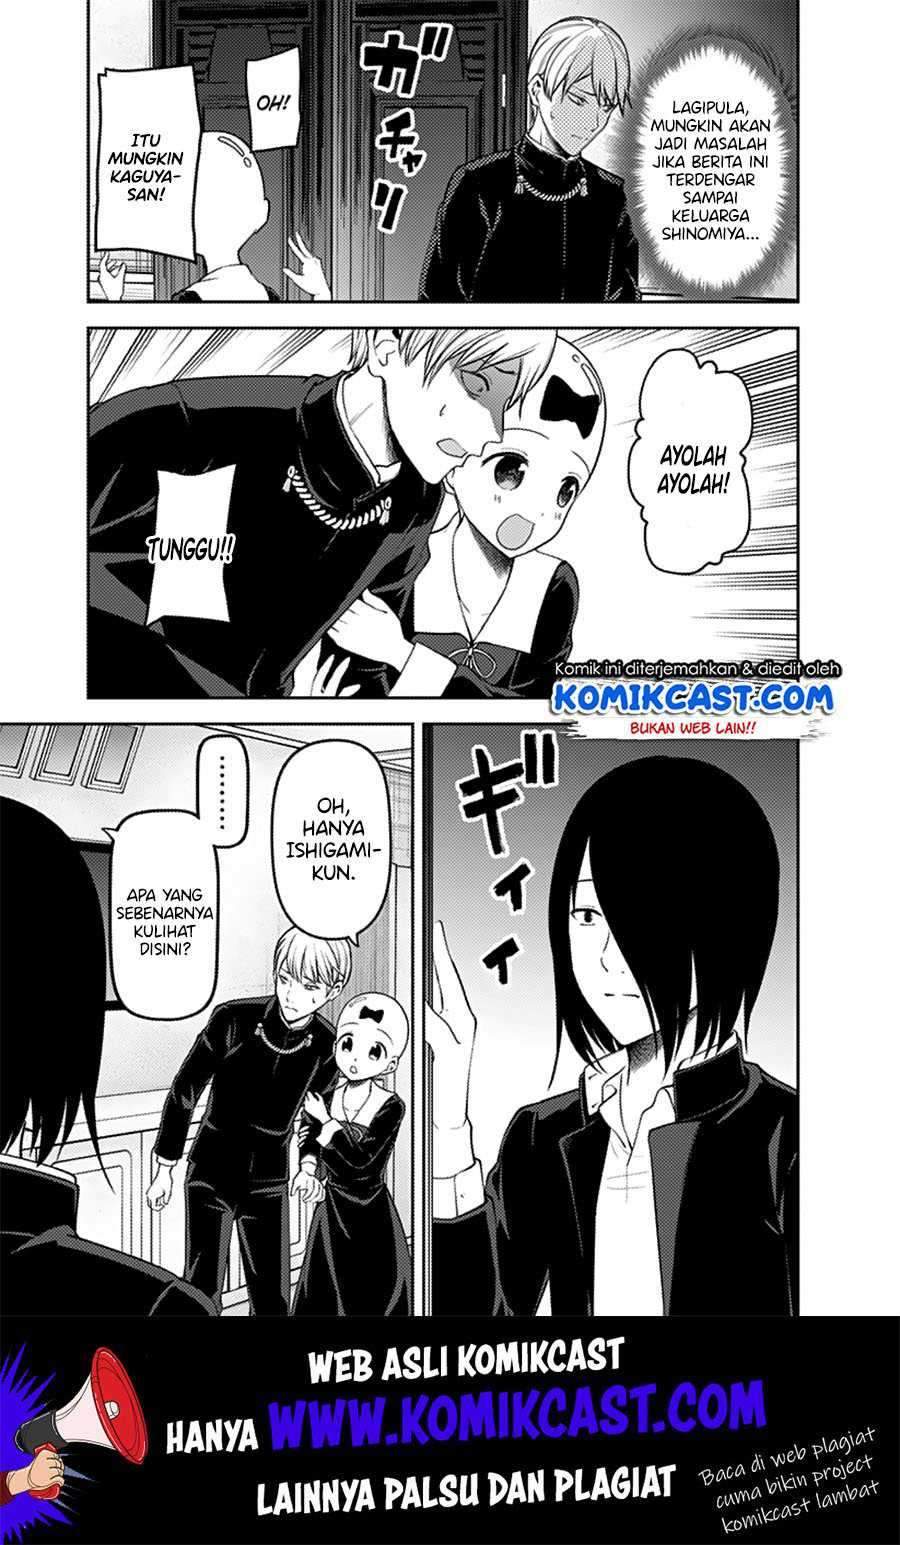 LAGIPULA,
MUNGKIN AKAN
JADI MASALAH
JIKA BERITA INI
TERDENGAR
SAMPAI
KELUARGA
SHINOMIYA...
ガチャッ
OH!
ITU
MUNGKIN
KAGUYA-
SAN!
AYOLAH
AYOLAH!
TUNGGU!!
Komik ini diterjemahkan & diedit oleh
KOMIKCAST.COM
BUKAN WEB LAIN!!
ギィィ
OH,
HANYA
ISHIGAMI-
KUN.
.........
APA YANG
SEBENARNYA
KULIHAT
DISINI?
WEB ASLI KOMIKCAST
HANYA WWW.KOMIKCAST.COM
LAINNYA PALSU DAN PLAGIAT
Baca di web plagiat
cuma bikin project
komikcast lambat